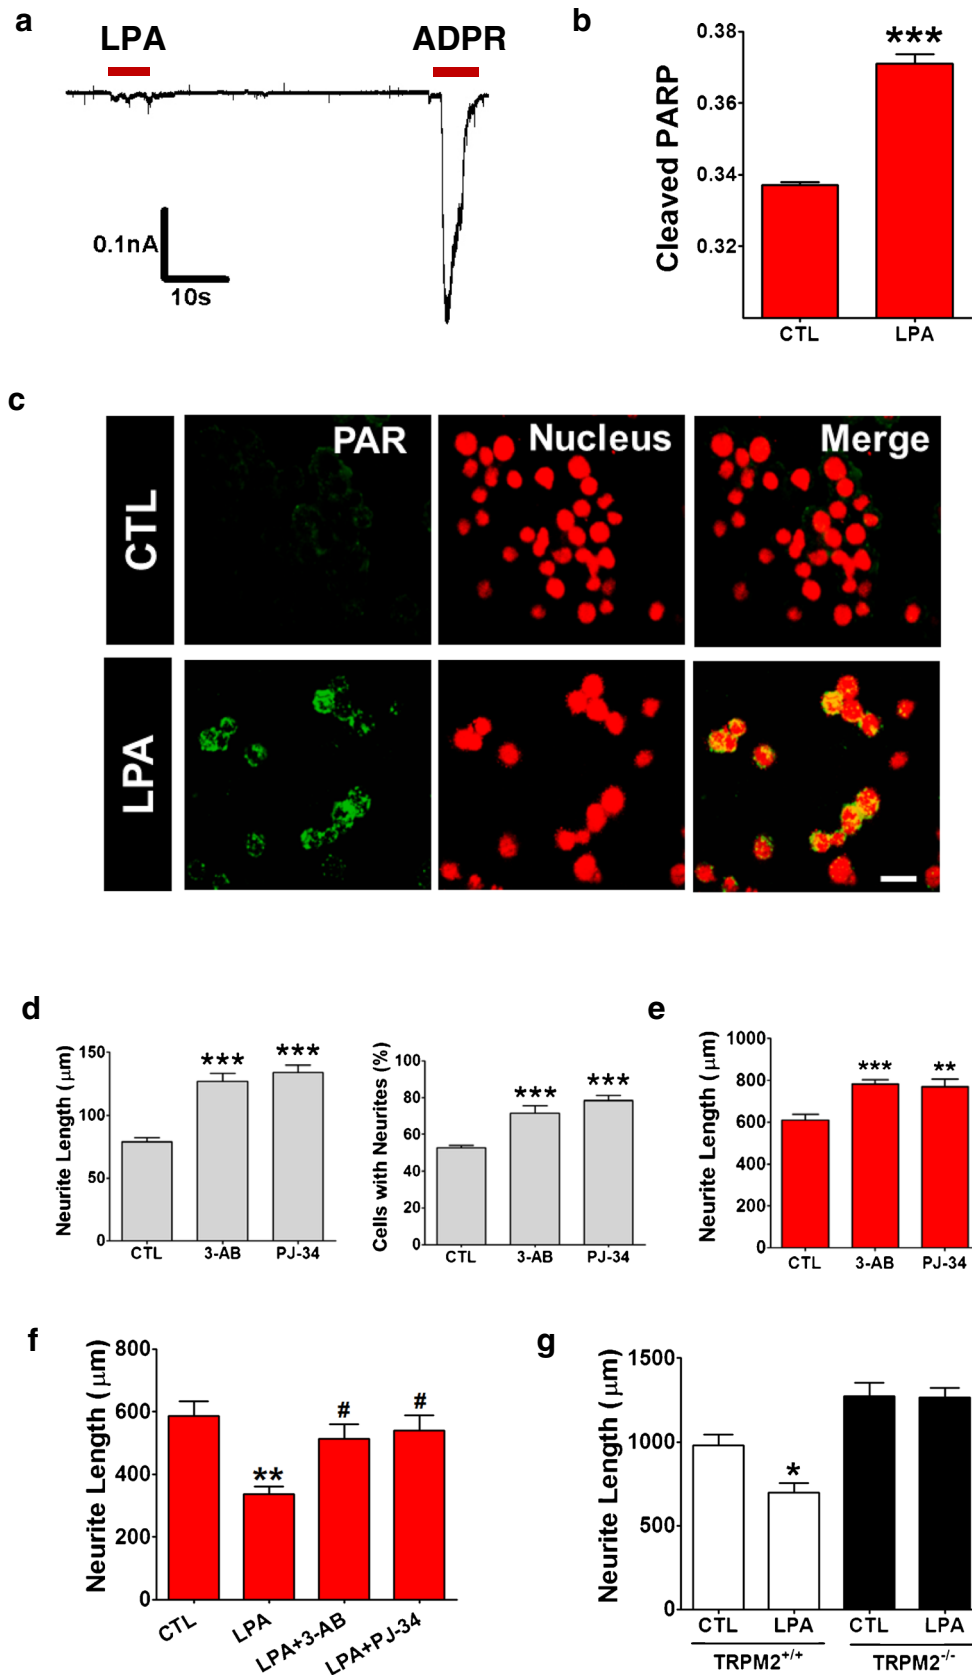 a
LPA
ADPR
0.1nA
10s
b
Cleaved PARP
0.38
0.36
0.34
0.32
***
CTL
LPA
c
PAR
Nucleus
Merge
CTL
LPA
d
Neurite Length (μm)
150
100
50
0
***
***
CTL
3-AB
PJ-34
Cells with Neurites (%)
100
80
60
40
20
0
***
***
CTL
3-AB
PJ-34
e
Neurite Length (μm)
1000
800
600
400
200
0
***
**
CTL
3-AB
PJ-34
f
Neurite Length (μm)
800
600
400
200
0
**
#
#
CTL
LPA
LPA+3-AB
LPA+PJ-34
g
Neurite Length (μm)
1500
1000
500
0
*
CTL
LPA
CTL
LPA
TRPM2+/+
TRPM2-/-